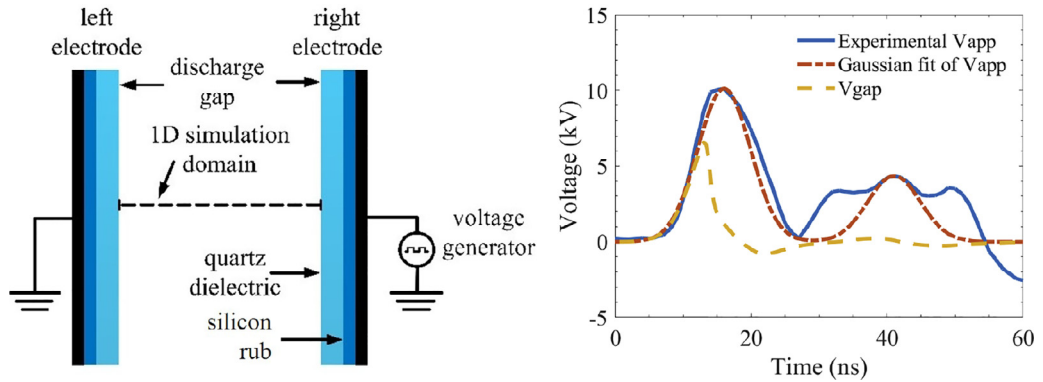 left
electrode
right
electrode
discharge
gap
1D simulation
domain
voltage
generator
quartz
dielectric
silicon
rub
15
10
5
0
-5
Voltage (kV)
Experimental Vapp
Gaussian fit of Vapp
Vgap
0
20
40
60
Time (ns)